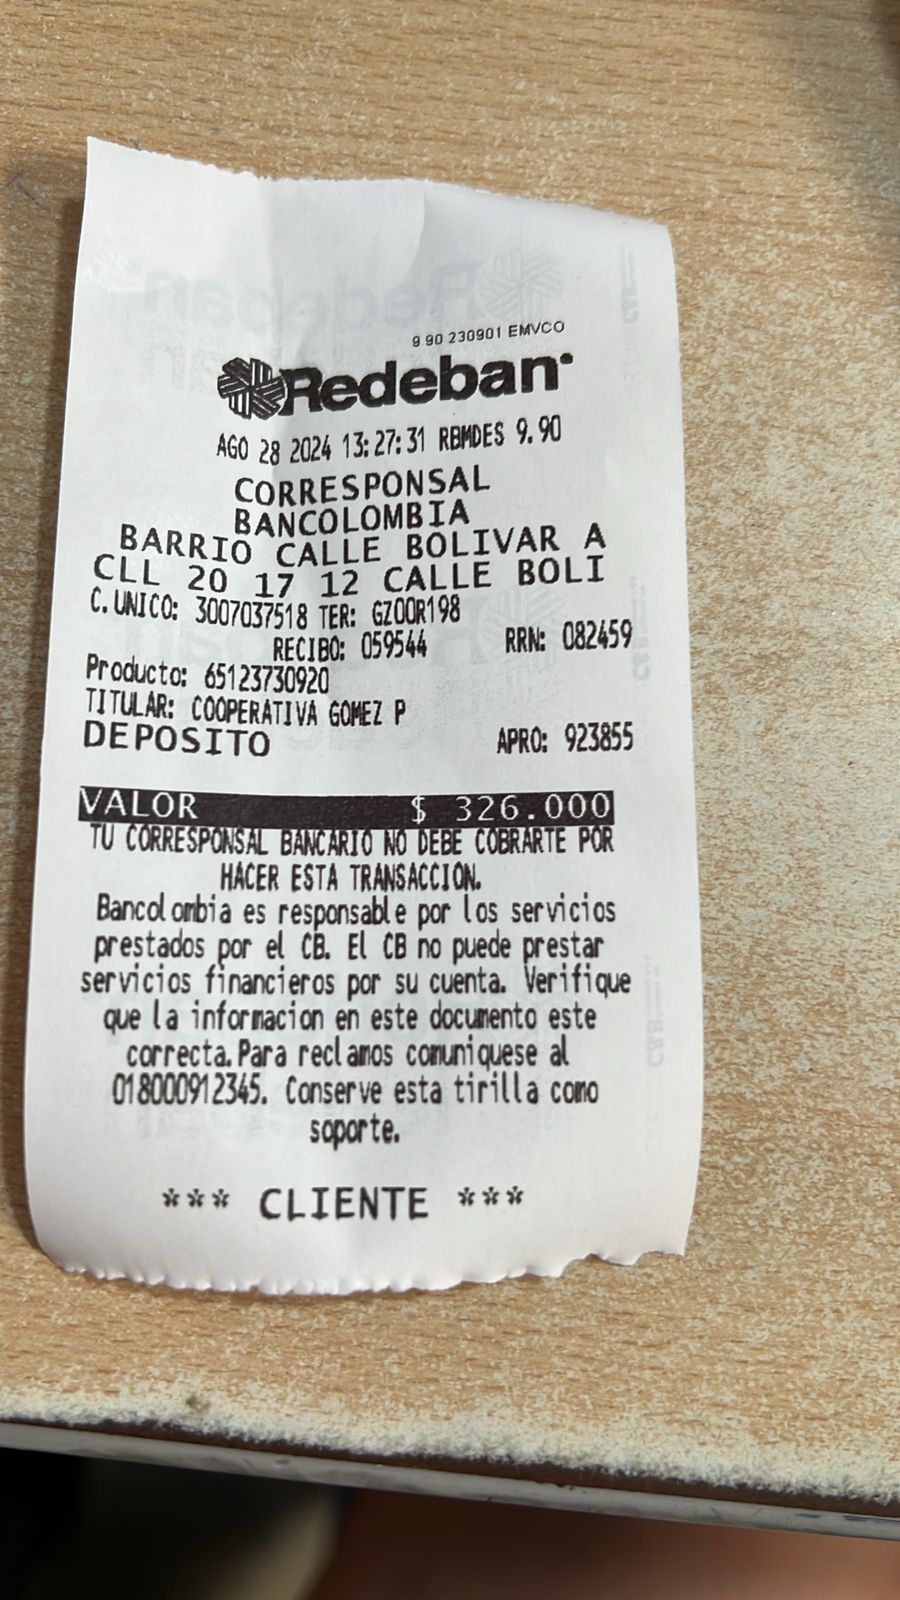 9 90 230901 EMVCO
Redeban
AGO 28 2024 13:27:31 RBMDES 9.90
CORRESPONSAL
BANCOLOMBIA
BARRIO CALLE BOLIVAR A
CLL 20 17 12 CALLE BOLI
C. UNICO: 3007037518 TER: GZOOR198
RECIBO: 059544 RRN: 082459
Producto: 65123730920
TITULAR: COOPERATIVA GOMEZ P
DEPOSITO APRO: 923855
VALOR $ 326.000
TU CORRESPONSAL BANCARIO NO DEBE COBRARTE POR
HACER ESTA TRANSACCION.
Bancolombia es responsable por los servicios
prestados por el CB. El CB no puede prestar
servicios financieros por su cuenta. Verifique
que la informacion en este documento este
correcta. Para reclamos comuniquese al
018000912345. Conserve esta tirilla como
soporte.
*** CLIENTE ***